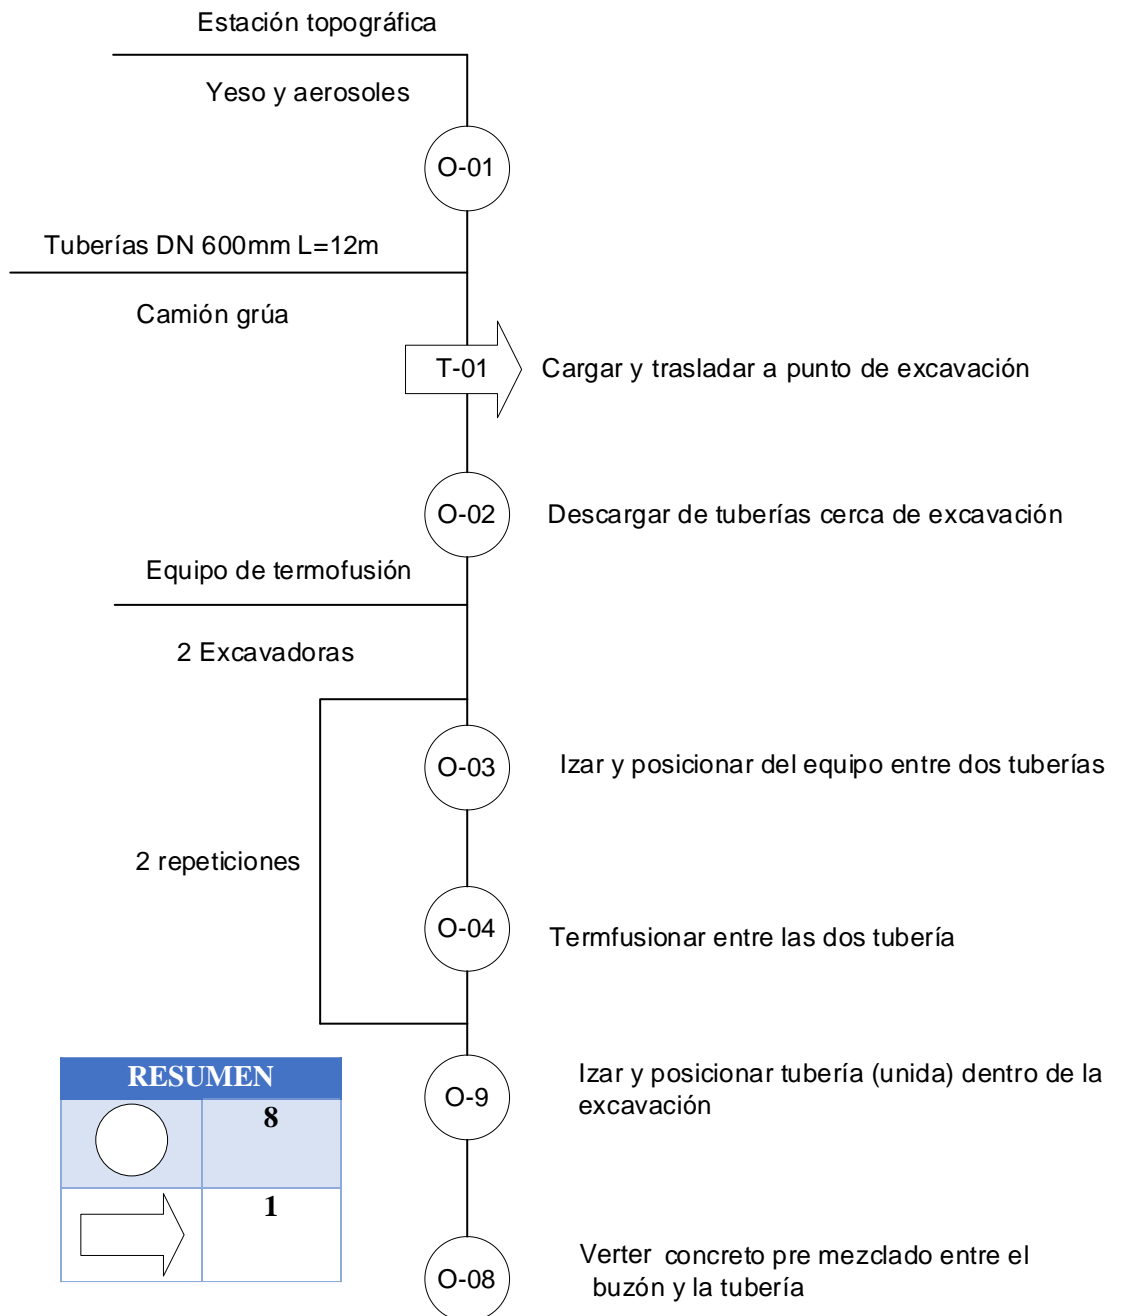 Estación topográfica
Yeso y aerosoles
O-01
Tuberías DN 600mm L=12m
Camión grúa
T-01
Cargar y trasladar a punto de excavación
O-02
Descargar de tuberías cerca de excavación
Equipo de termofusión
2 Excavadoras
O-03
Izar y posicionar del equipo entre dos tuberías
2 repeticiones
O-04
Termfusionar entre las dos tubería
O-9
Izar y posicionar tubería (unida) dentro de la
excavación
RESUMEN
8
1
O-08
Verter concreto pre mezclado entre el
buzón y la tubería